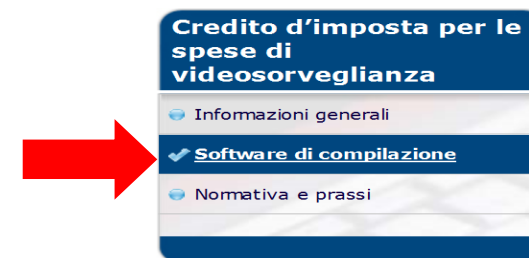 Credito d’imposta per le
spese di
videosorveglianza
Informazioni generali
Software di compilazione
Normativa e prassi